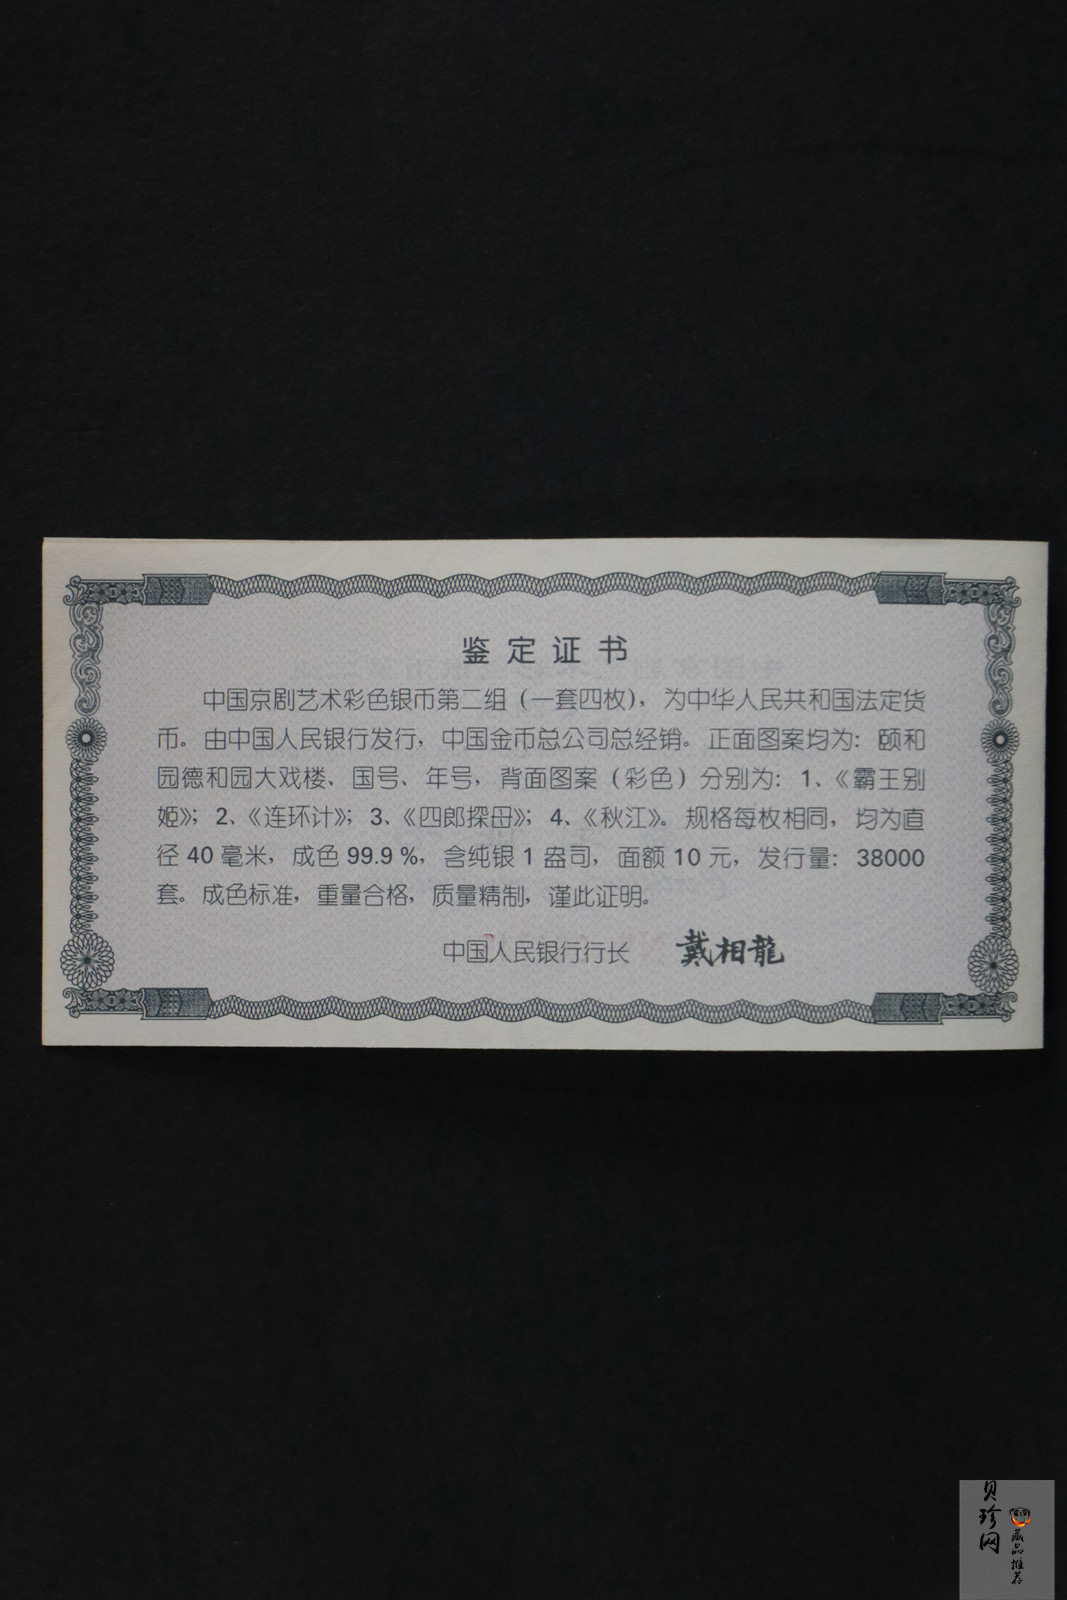 鉴定证书
中国京剧艺术彩色银币第二组（一套四枚），为中华人民共和国法定货
币。由中国人民银行发行，中国金币总公司总经销。正面图案均为：颐和
园德和园大戏楼、国号、年号，背面图案（彩色）分别为：1、《霸王别
姬》；2、《连环计》；3、《四郎探母》；4、《秋江》。规格每枚相同，均为直
径40毫米，成色99.9%，含纯银1盎司，面额10元，发行量：38000
套。成色标准，重量合格，质量精制，谨此证明。
中国人民银行行长 戴相龍
贝珍网
藏品推荐